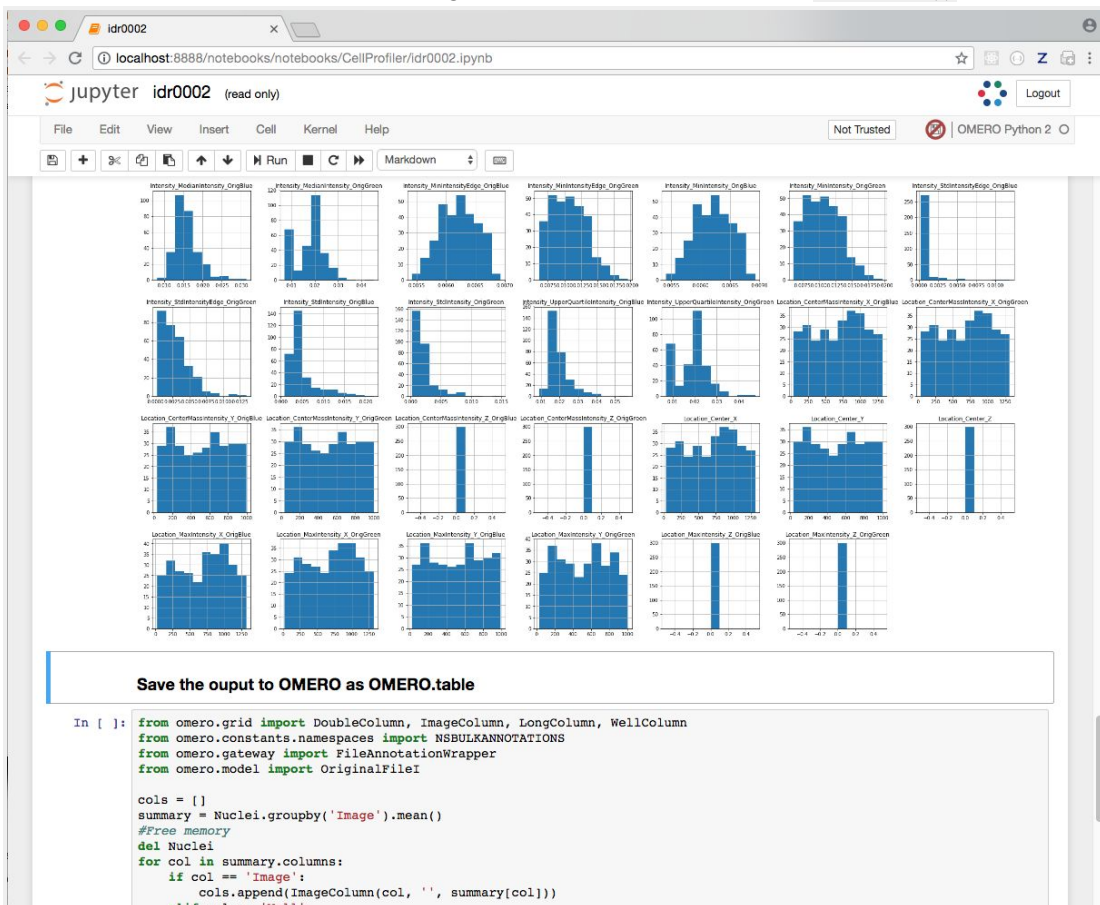 idr0002
localhost:8888/notebooks/notebooks/CellProfiler/idr0002.ipynb
jupyter idr0002 (read only)
Logout
File Edit View Insert Cell Kernel Help
Not Trusted
OMERO Python 2
Run Markdown
Intensity_MedianIntensity_OrigBlue Intensity_MedianIntensity_OrigGreen Intensity_MinIntensityEdge_OrigBlue Intensity_MinIntensityEdge_OrigGreen Intensity_MinIntensity_OrigBlue Intensity_MinIntensity_OrigGreen Intensity_StdIntensityEdge_OrigBlue
Intensity_StdIntensityEdge_OrigGreen Intensity_StdIntensity_OrigBlue Intensity_StdIntensity_OrigGreen Intensity_UpperQuartileIntensity_OrigBlue Intensity_UpperQuartileIntensity_OrigGreen Location_CenterMassIntensity_X_OrigBlue Location_CenterMassIntensity_X_OrigGreen
Location_CenterMassIntensity_Y_OrigBlue Location_CenterMassIntensity_Y_OrigGreen Location_CenterMassIntensity_Z_OrigBlue Location_CenterMassIntensity_Z_OrigGreen Location_Center_X Location_Center_Y Location_Center_Z
Location_MaxIntensity_X_OrigBlue Location_MaxIntensity_X_OrigGreen Location_MaxIntensity_Y_OrigBlue Location_MaxIntensity_Y_OrigGreen Location_MaxIntensity_Z_OrigBlue Location_MaxIntensity_Z_OrigGreen
Save the ouput to OMERO as OMERO.table
In [ ]: from omero.grid import DoubleColumn, ImageColumn, LongColumn, WellColumn
from omero.constants.namespaces import NSBULKANNOTATIONS
from omero.gateway import FileAnnotationWrapper
from omero.model import OriginalFileI
cols = []
summary = Nuclei.groupby('Image').mean()
#Free memory
del Nuclei
for col in summary.columns:
if col == 'Image':
cols.append(ImageColumn(col, '', summary[col]))